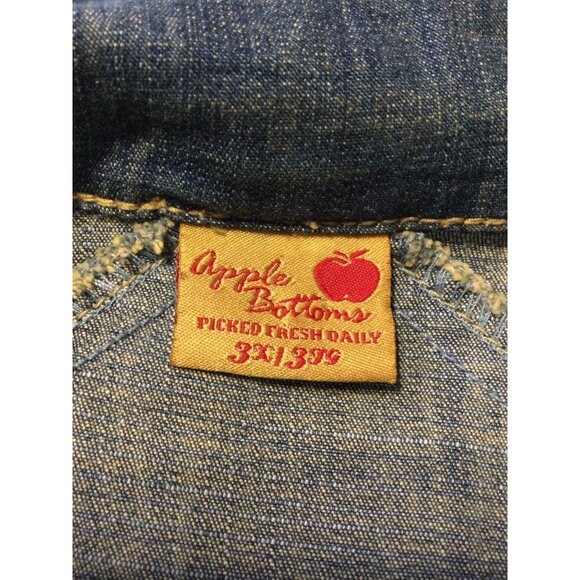 Apple
Bottoms
PICKED FRESH DAILY
3X/3TG